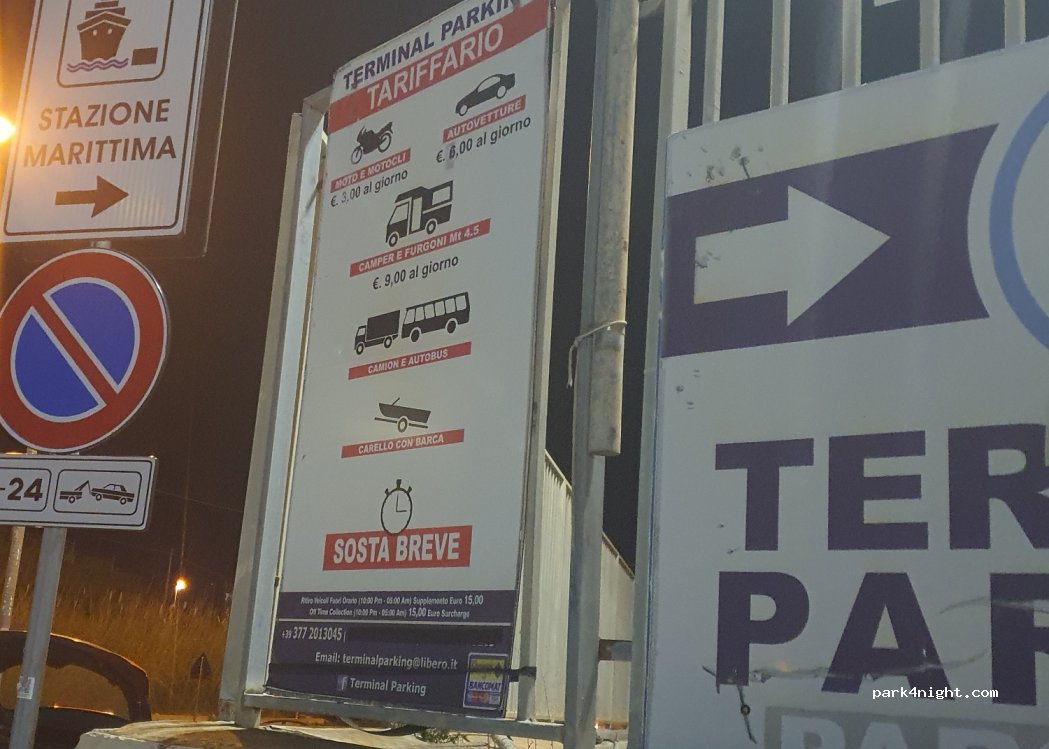 STAZIONE
MARITTIMA
-24
TERMINAL PARKIN
TARIFFARIO
AUTOVETTURE
€. 6,00 al giorno
MOTO E MOTOCLI
€. 3,00 al giorno
CAMPER E FURGONI Mt 4.5
€. 9,00 al giorno
CAMION E AUTOBUS
CARELLO CON BARCA
SOSTA BREVE
Ritiro Veicoli Fuori Orario (10:00 Pm - 05:00 Am) Supplemento Euro 15,00
Off Time Collection (10:00 Pm - 05:00 Am) 15,00 Euro Surcharge
+39 377 2013045 |
Email: terminalparking@libero.it
f Terminal Parking
BANCOMAT
TER
PAR
PAR
park4night.com